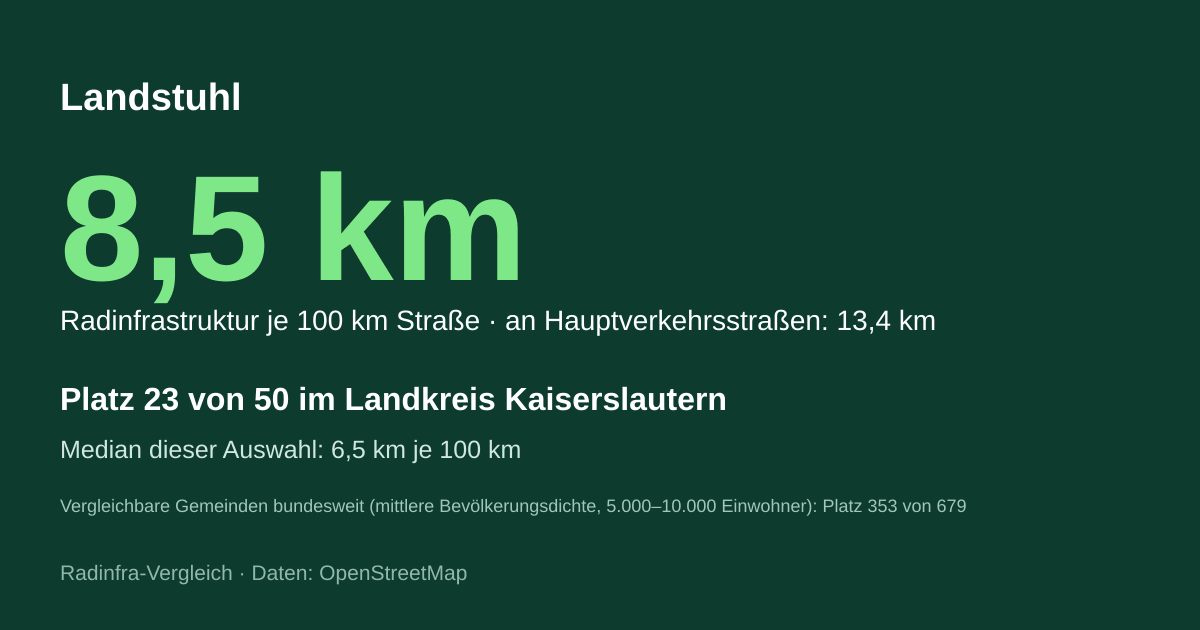 Landstuhl
8,5 km
Radinfrastruktur je 100 km Straße · an Hauptverkehrsstraßen: 13,4 km
Platz 23 von 50 im Landkreis Kaiserslautern
Median dieser Auswahl: 6,5 km je 100 km
Vergleichbare Gemeinden bundesweit (mittlere Bevölkerungsdichte, 5.000–10.000 Einwohner): Platz 353 von 679
Radinfra-Vergleich · Daten: OpenStreetMap